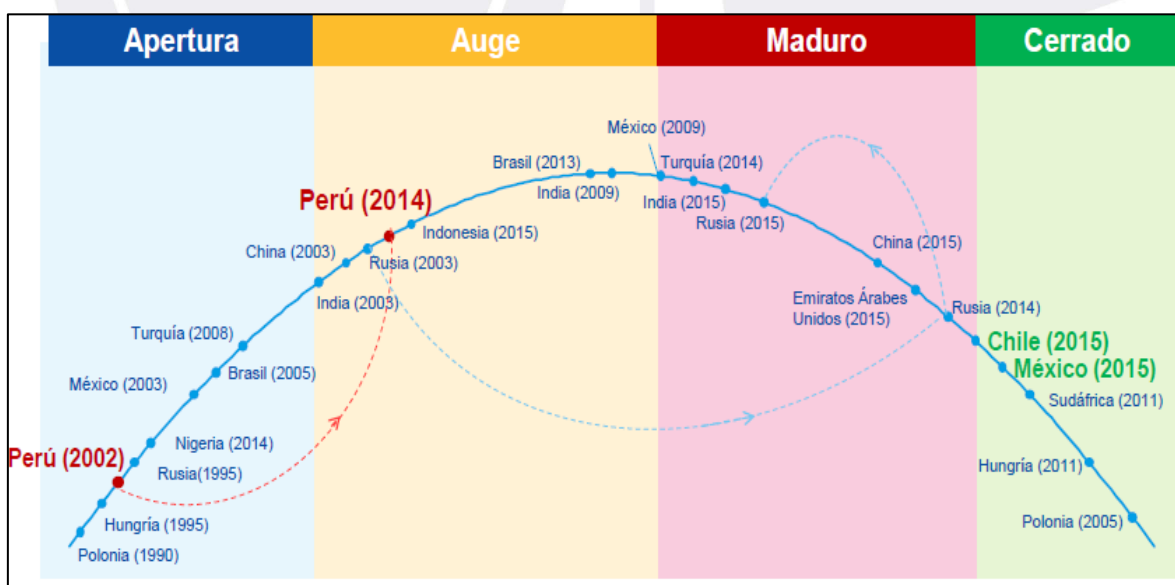 Apertura
Auge
Maduro
Cerrado
México (2009)
Brasil (2013)
Turquía (2014)
India (2009)
India (2015)
Rusia (2015)
Perú (2014)
Indonesia (2015)
China (2003)
Rusia (2003)
China (2015)
India (2003)
Emiratos Árabes
Unidos (2015)
Rusia (2014)
Turquía (2008)
Chile (2015)
México (2015)
Brasil (2005)
México (2003)
Sudáfrica (2011)
Nigeria (2014)
Perú (2002)
Rusia(1995)
Hungría (2011)
Hungría (1995)
Polonia (2005)
Polonia (1990)